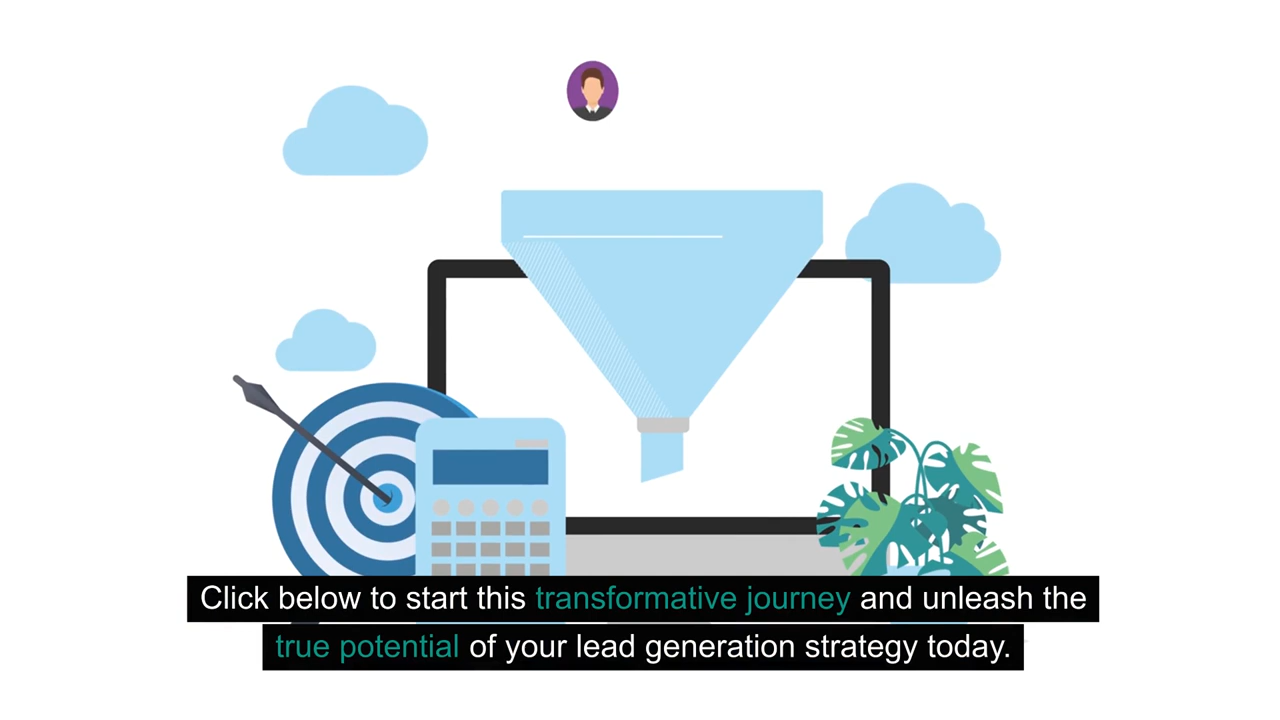 Click below to start this transformative journey and unleash the
true potential of your lead generation strategy today.